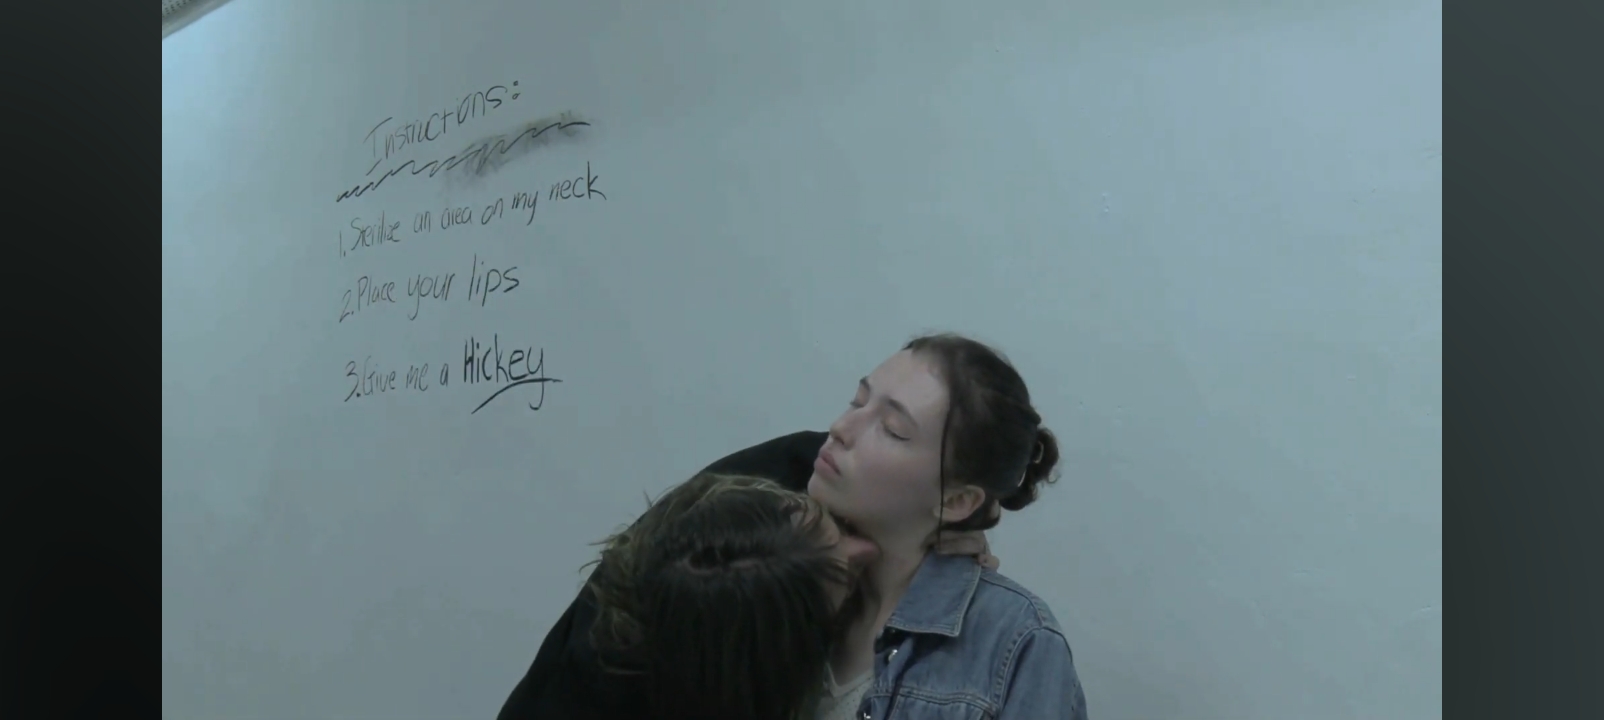 Instructions:
1. Sterilize an area on my neck
2. Place your lips
3. Give me a Hickey